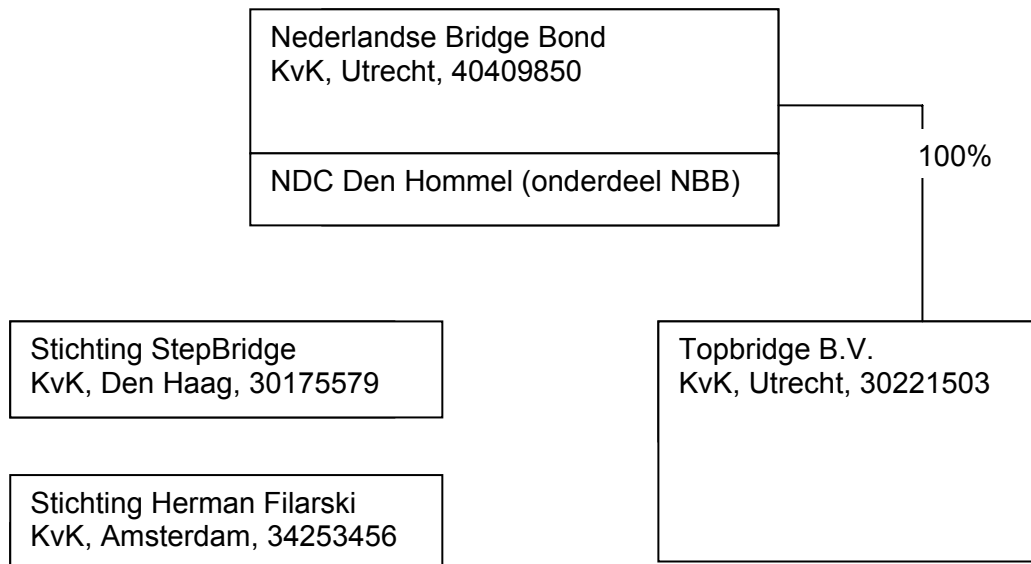 Nederlandse Bridge Bond
KvK, Utrecht, 40409850
NDC Den Hommel (onderdeel NBB)
100%
Stichting StepBridge
KvK, Den Haag, 30175579
Topbridge B.V.
KvK, Utrecht, 30221503
Stichting Herman Filarski
KvK, Amsterdam, 34253456